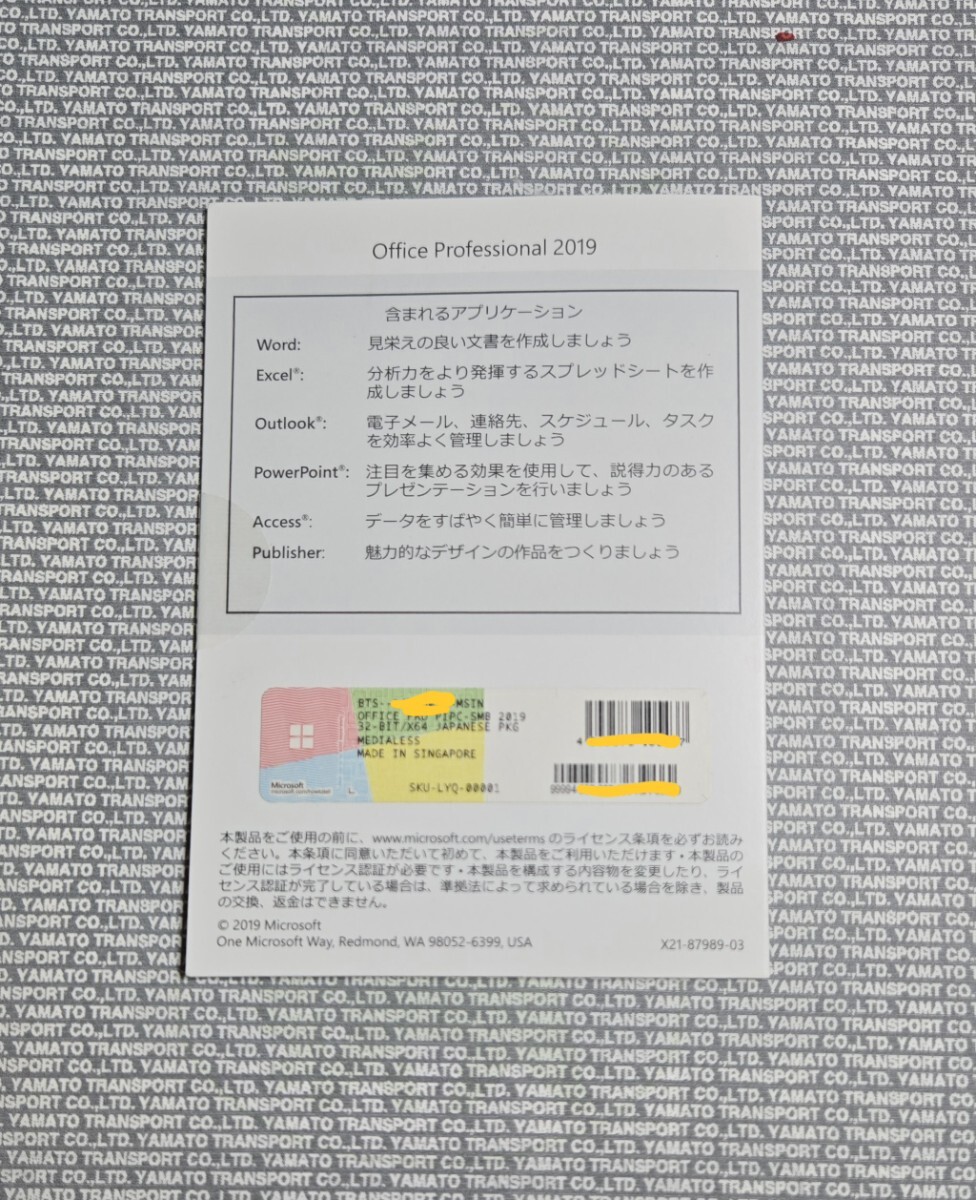 YAMATO TRANSPORT CO.,LTD.
Office Professional 2019
含まれるアプリケーション
Word: 見栄えの良い文書を作成しましょう
Excel®: 分析力をより発揮するスプレッドシートを作
成しましょう
Outlook®: 電子メール、連絡先、スケジュール、タスク
を効率よく管理しましょう
PowerPoint®: 注目を集める効果を使用して、説得力のある
プレゼンテーションを行いましょう
Access®: データをすばやく簡単に管理しましょう
Publisher: 魅力的なデザインの作品をつくりましょう
BTS- MSIN
OFFICE PIPC-SMB 2019
32-BIT/X64 JAPANESE PKG
MEDIALESS
MADE IN SINGAPORE
Microsoft
L
SKU-LYQ-00001
本製品をご使用の前に、www.microsoft.com/useterms のライセンス条項を必ずお読み
ください。本条項に同意いただいて初めて、本製品をご利用いただけます・本製品の
ご使用にはライセンス認証が必要です・本製品を構成する内容物を変更したり、ライ
センス認証が完了している場合は、準拠法によって求められている場合を除き、製品
の交換、返金はできません。
© 2019 Microsoft
One Microsoft Way, Redmond, WA 98052-6399, USA
X21-87989-03